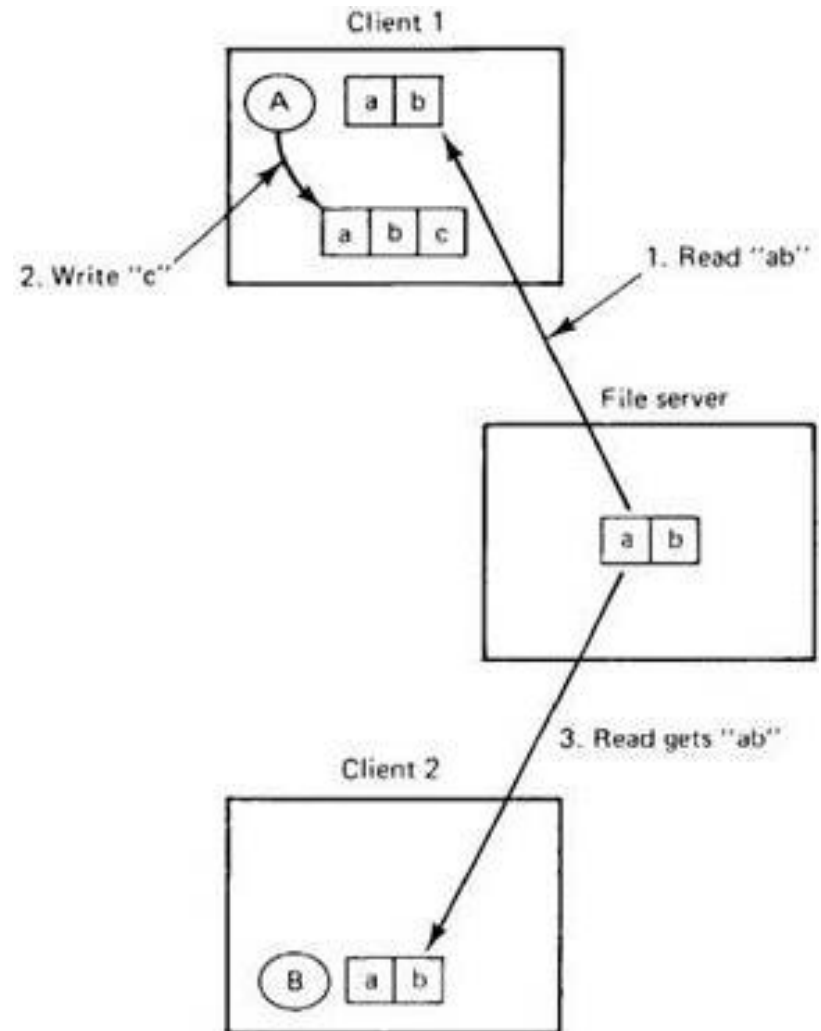 Client 1
A
a b
a b c
2. Write "c"
1. Read "ab"
File server
a b
3. Read gets "ab"
Client 2
B
a b